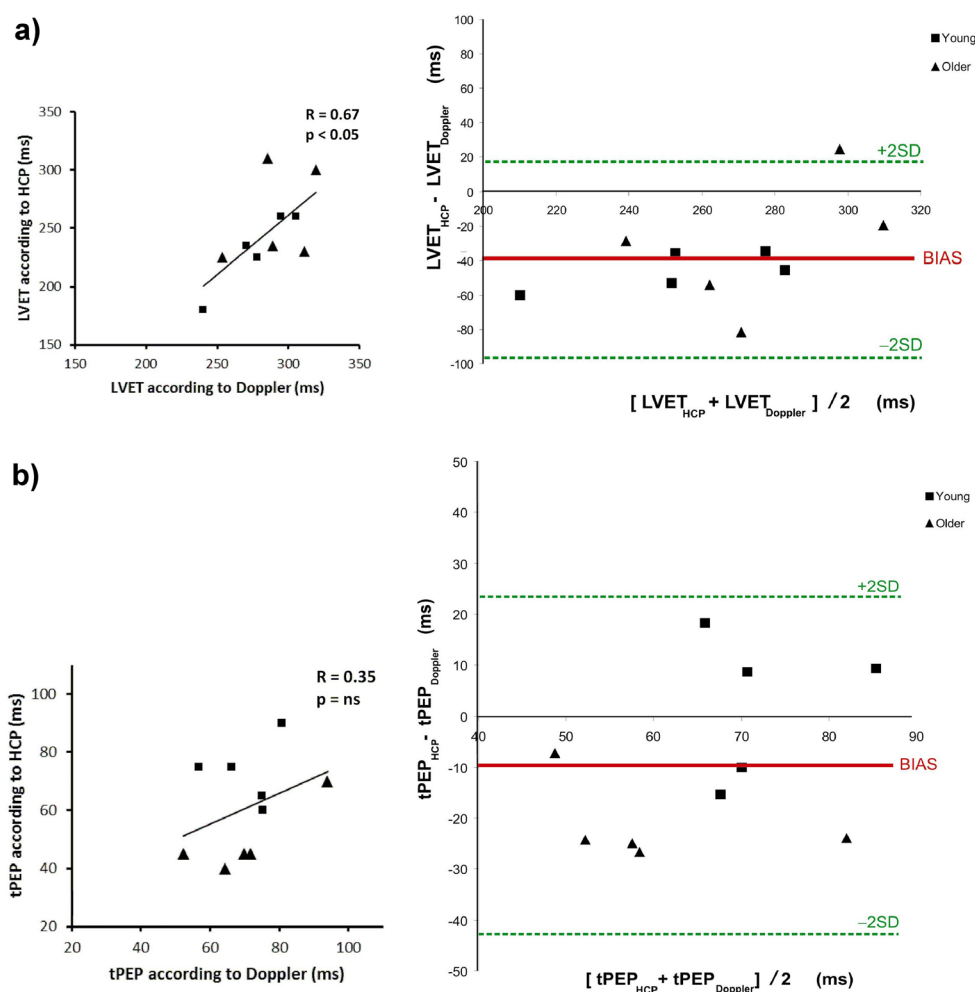 a)
R = 0.67
p < 0.05
LVET according to HCP (ms)
350
300
250
200
150
150 200 250 300 350
LVET according to Doppler (ms)
LVET_HCP - LVET_Doppler (ms)
100
80
60
40
20
0
-20
-40
-60
-80
-100
200 220 240 260 280 300 320
Young
Older
+2SD
BIAS
−2SD
[ LVET_HCP + LVET_Doppler ] / 2 (ms)
b)
R = 0.35
p = ns
tPEP according to HCP (ms)
100
80
60
40
20
20 40 60 80 100
tPEP according to Doppler (ms)
tPEP_HCP - tPEP_Doppler (ms)
50
40
30
20
10
0
-10
-20
-30
-40
-50
40 50 60 70 80 90
Young
Older
+2SD
BIAS
−2SD
[ tPEP_HCP + tPEP_Doppler ] / 2 (ms)